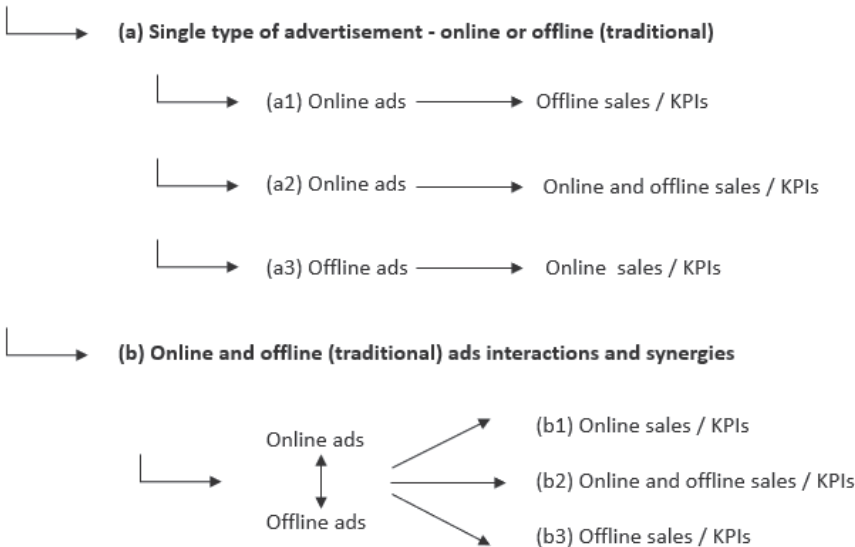 (a) Single type of advertisement - online or offline (traditional)
(a1) Online ads Offline sales / KPIs
(a2) Online ads Online and offline sales / KPIs
(a3) Offline ads Online sales / KPIs
(b) Online and offline (traditional) ads interactions and synergies
Online ads
Offline ads
(b1) Online sales / KPIs
(b2) Online and offline sales / KPIs
(b3) Offline sales / KPIs